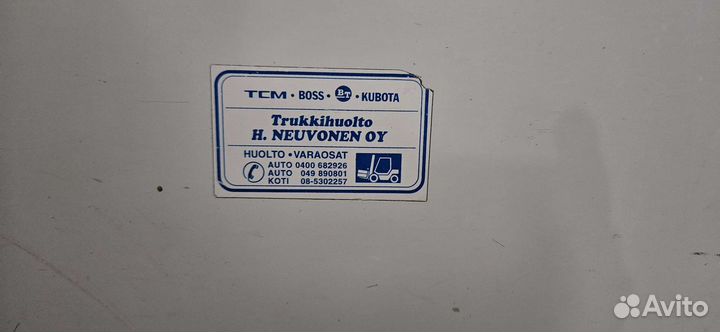 TCM • BOSS • BT • KUBOTA
Trukkihuolto
H. NEUVONEN OY
HUOLTO • VARAOSAT
AUTO 0400 682926
AUTO 049 890801
KOTI 08-5302257
Avito